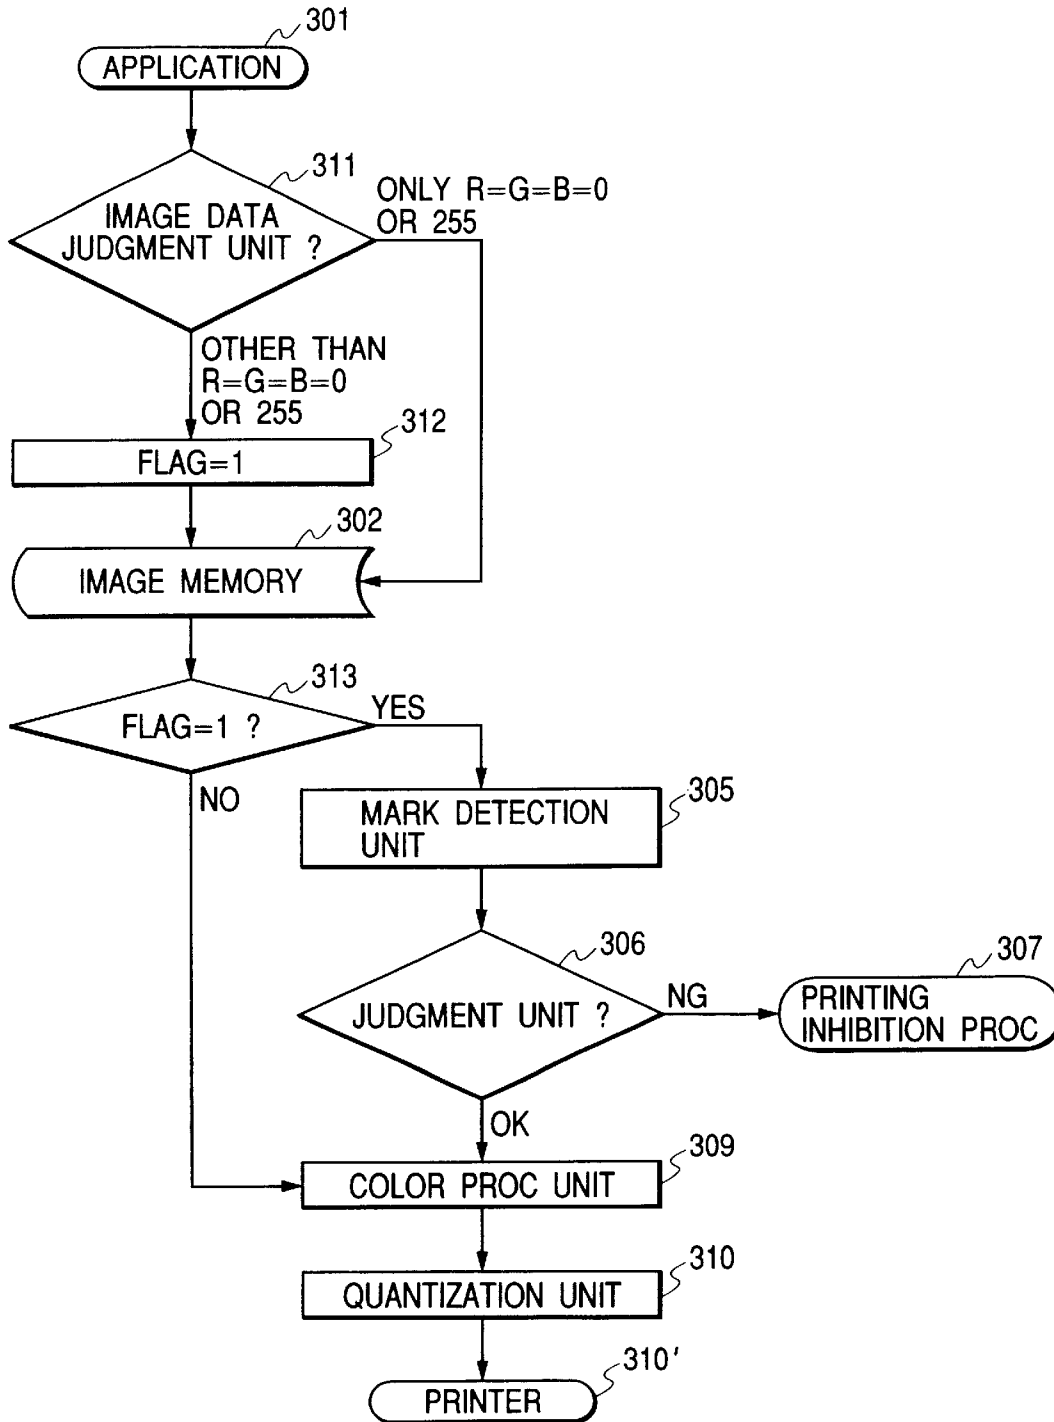 301
APPLICATION
311
IMAGE DATA
JUDGMENT UNIT ?
ONLY R=G=B=0
OR 255
OTHER THAN
R=G=B=0
OR 255
312
FLAG=1
302
IMAGE MEMORY
313
FLAG=1 ?
YES
NO
305
MARK DETECTION
UNIT
306
JUDGMENT UNIT ?
NG
307
PRINTING
INHIBITION PROC
OK
309
COLOR PROC UNIT
310
QUANTIZATION UNIT
310'
PRINTER